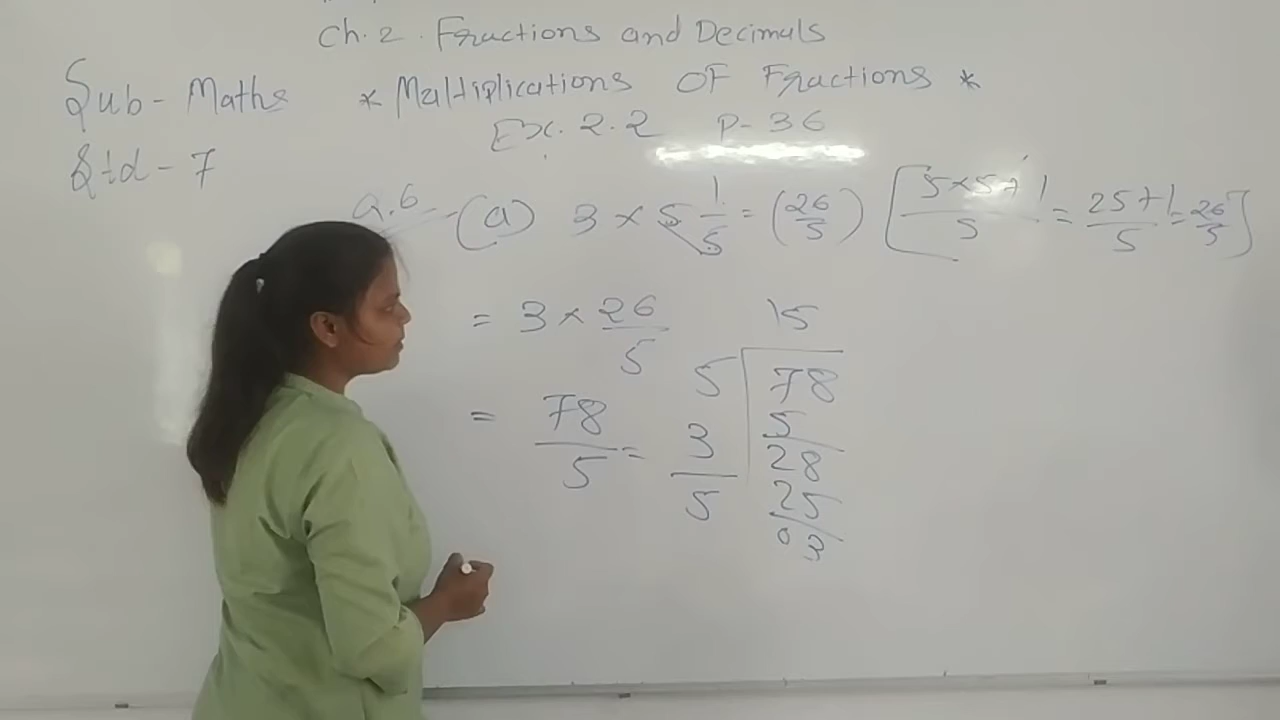 Ch. 2. Fractions and Decimals
Sub - Maths * Multiplications OF Fractions *
Ex. 2.2 P- 36
Std - 7
Q.6 (a) 3 × 5 1/5 = (26/5) [5×5+1/5 = 25+1/5 = 26/5]
= 3 × 26/5
15
5 78
= 78/5 = 3/5
5
28
25
03